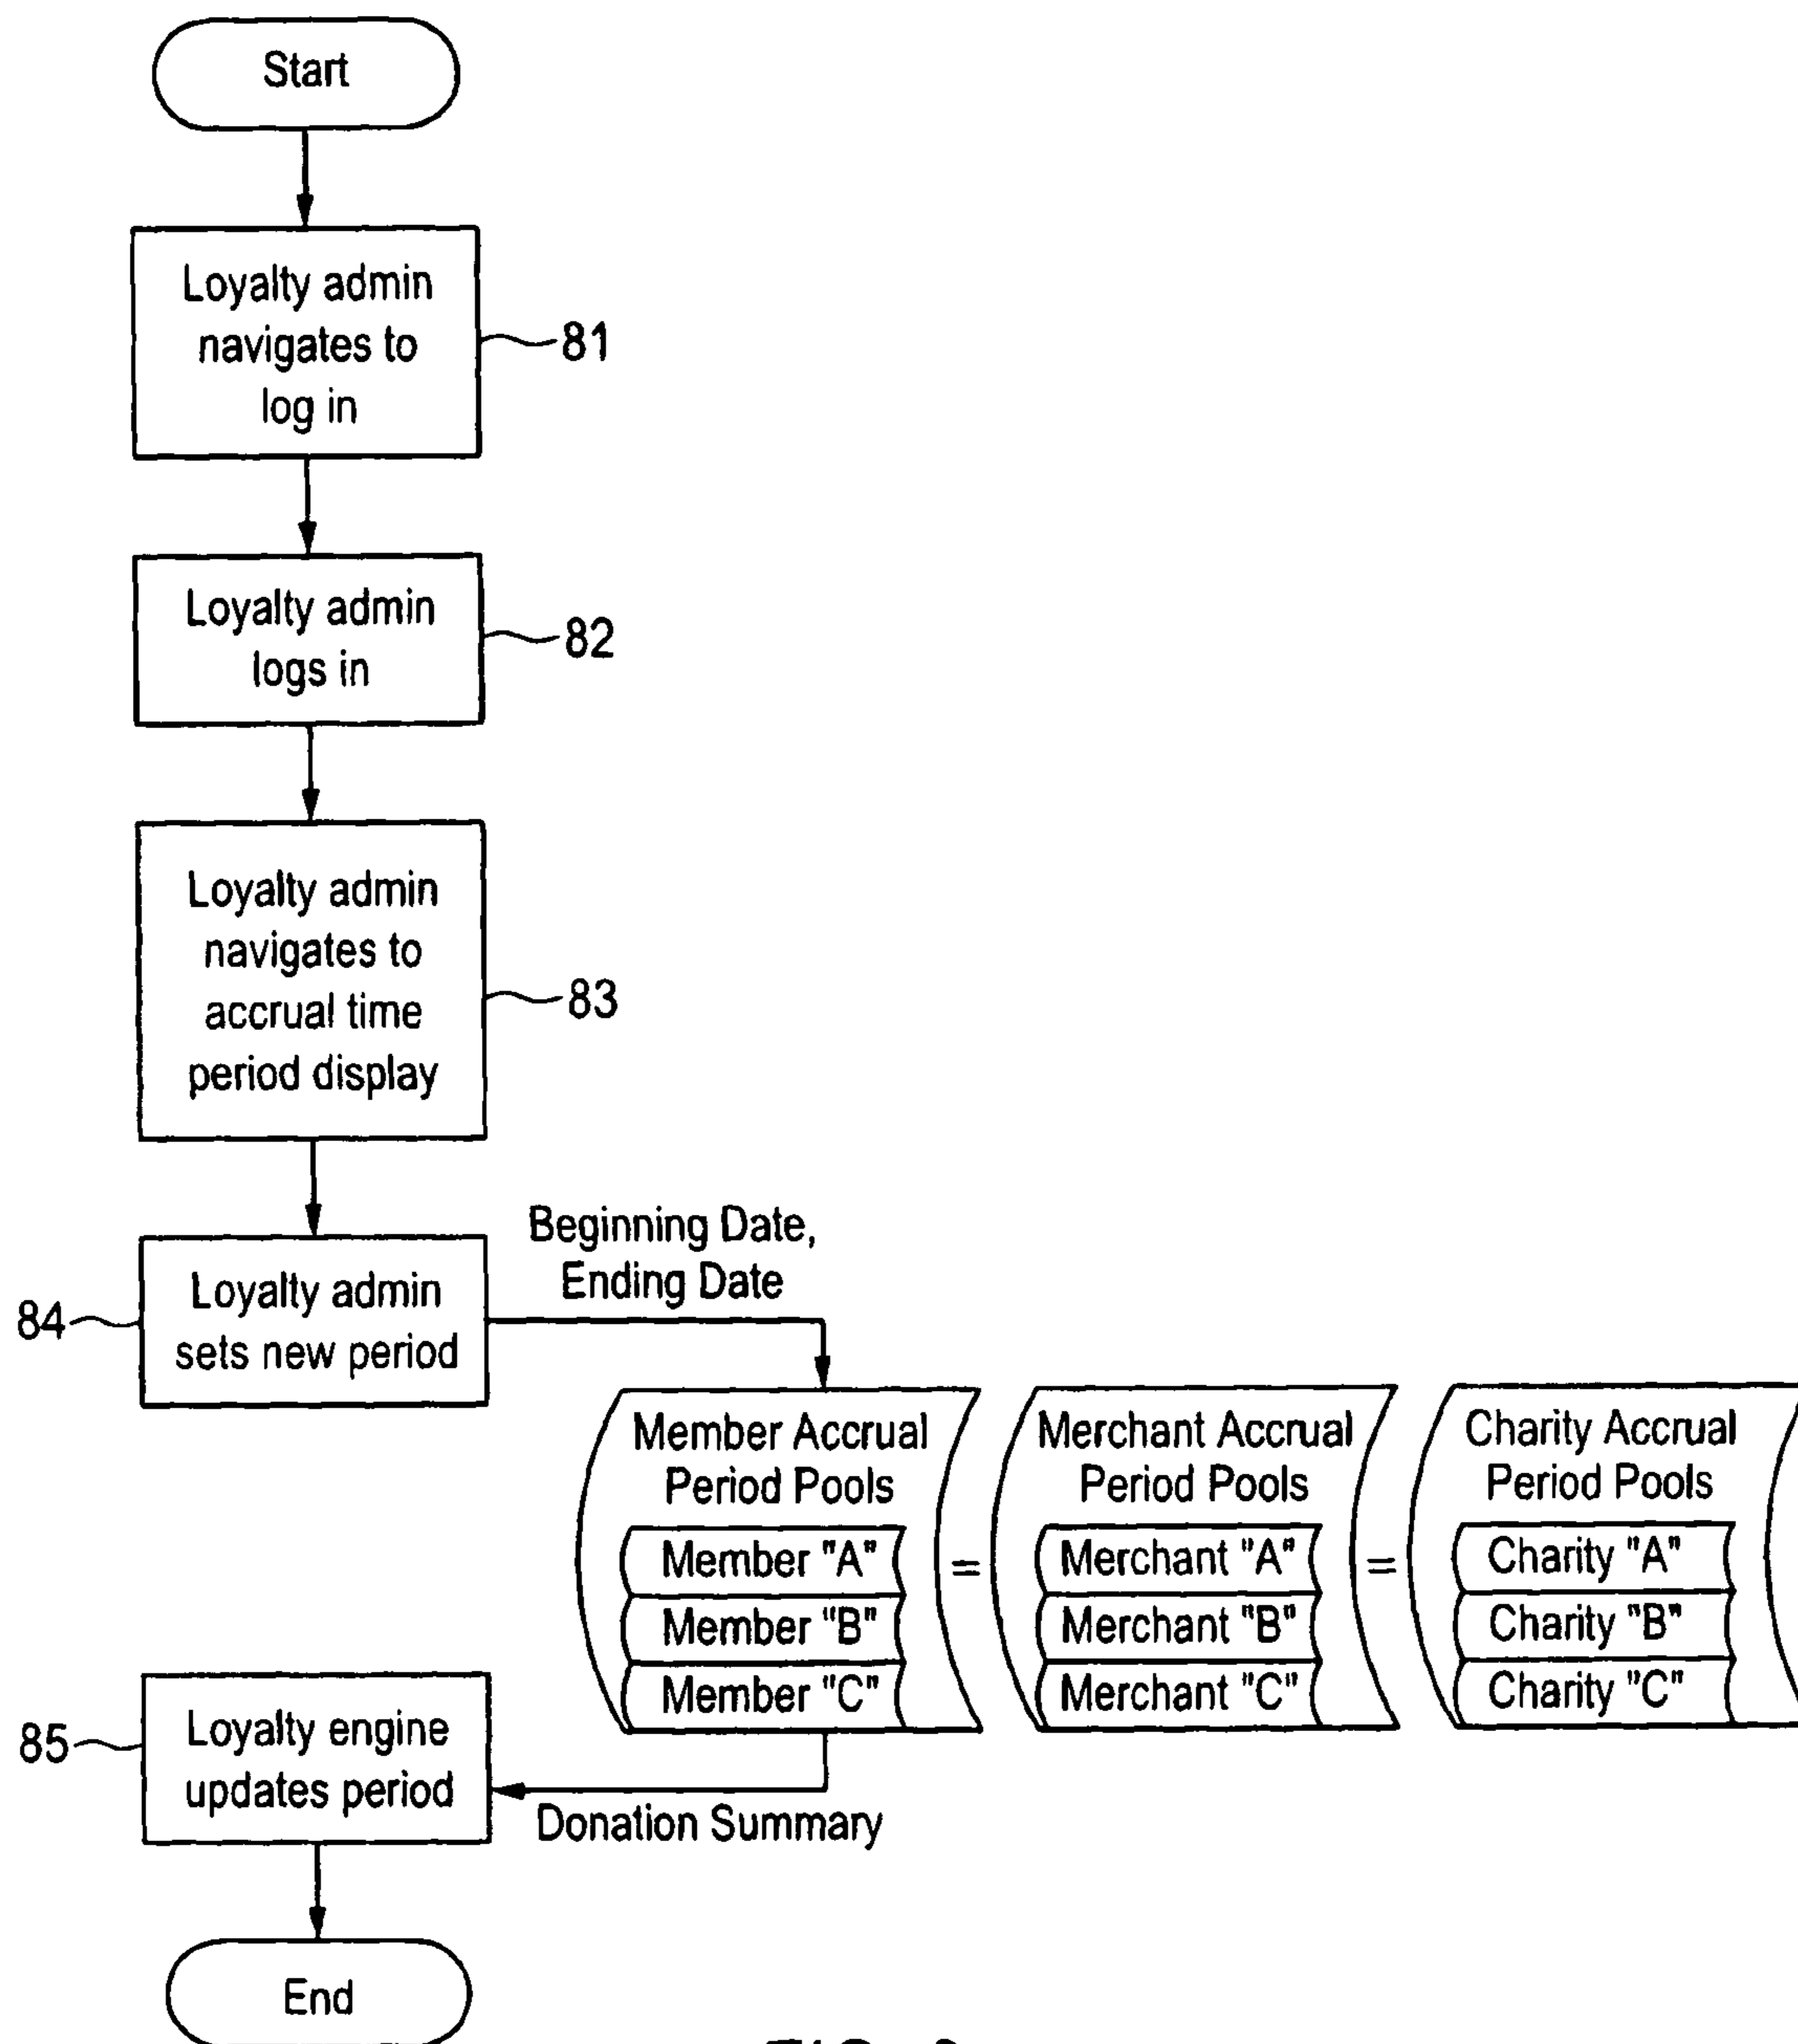 Start
Loyalty admin
navigates to
log in
81
Loyalty admin
logs in
82
Loyalty admin
navigates to
accrual time
period display
83
Beginning Date,
Ending Date
84
Loyalty admin
sets new period
Member Accrual
Period Pools
Member "A"
Member "B"
Member "C"
=
Merchant Accrual
Period Pools
Merchant "A"
Merchant "B"
Merchant "C"
=
Charity Accrual
Period Pools
Charity "A"
Charity "B"
Charity "C"
85
Loyalty engine
updates period
Donation Summary
End